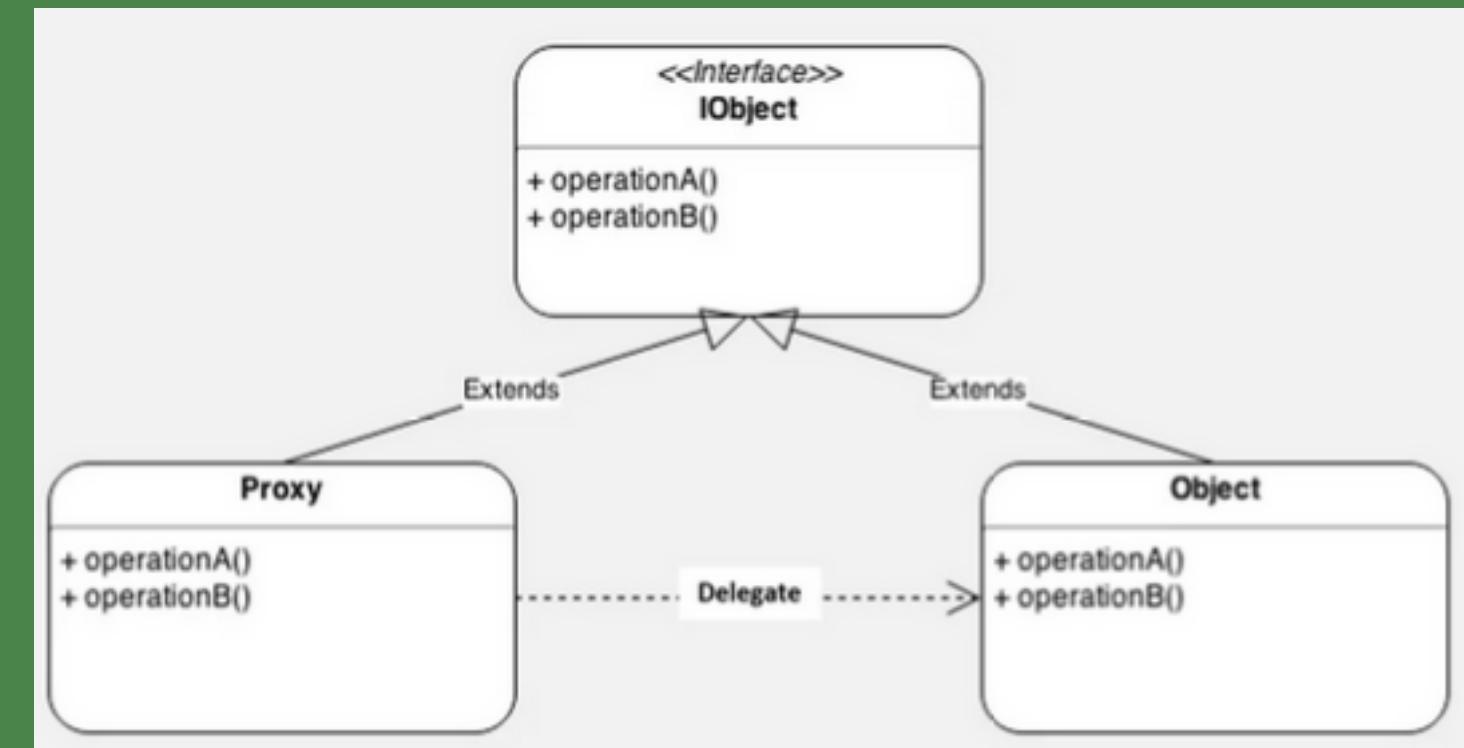 <<Interface>>
IObject
+ operationA()
+ operationB()
Extends
Extends
Proxy
+ operationA()
+ operationB()
Delegate
Object
+ operationA()
+ operationB()